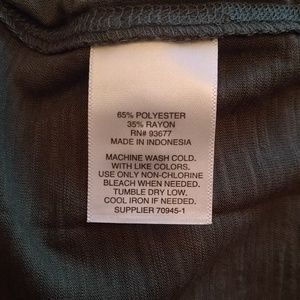 65% POLYESTER
35% RAYON
RN# 93677
MADE IN INDONESIA
MACHINE WASH COLD.
WITH LIKE COLORS.
USE ONLY NON-CHLORINE
BLEACH WHEN NEEDED.
TUMBLE DRY LOW.
COOL IRON IF NEEDED.
SUPPLIER 70945-1